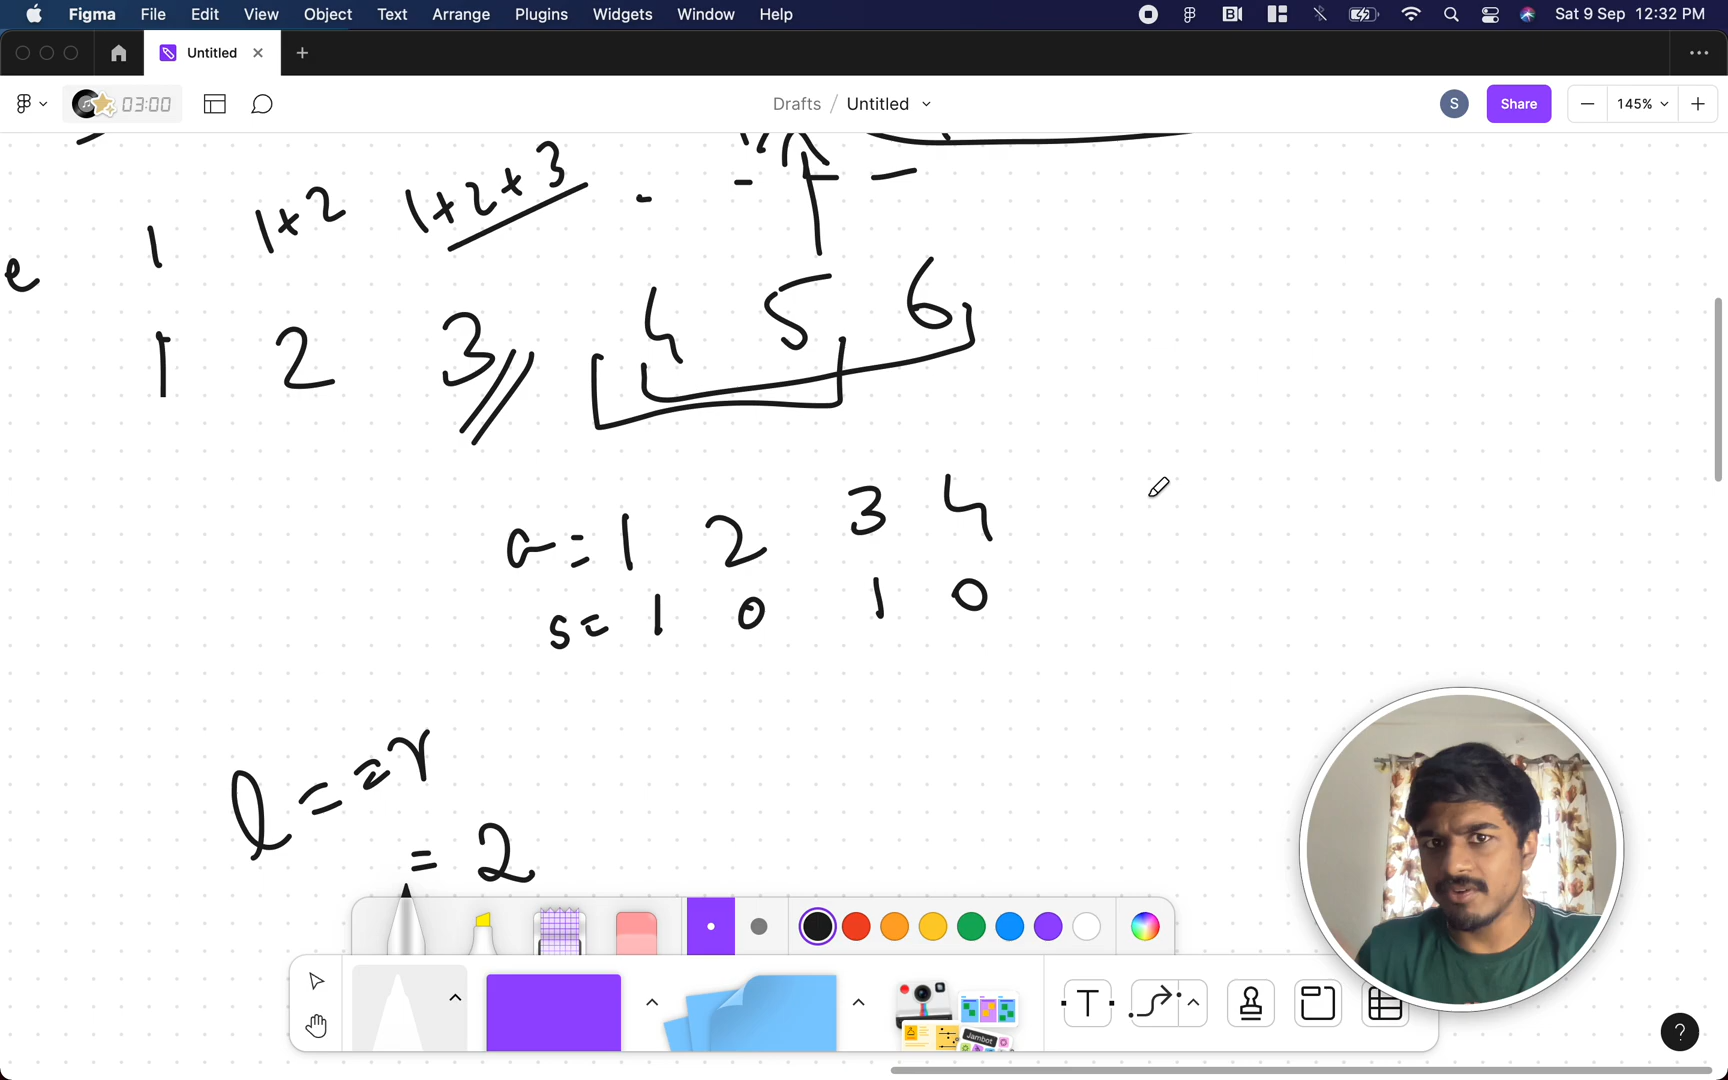 Figma File Edit View Object Text Arrange Plugins Widgets Window Help Sat 9 Sep 12:32 PM
Untitled
03:00 Drafts / Untitled S Share 145%
1 1+2 1+2+3 - - -
e
1 2 3 4 5 6
a = 1 2 3 4
s = 1 0 1 0
l = = r
= 2
T
Jambot
?